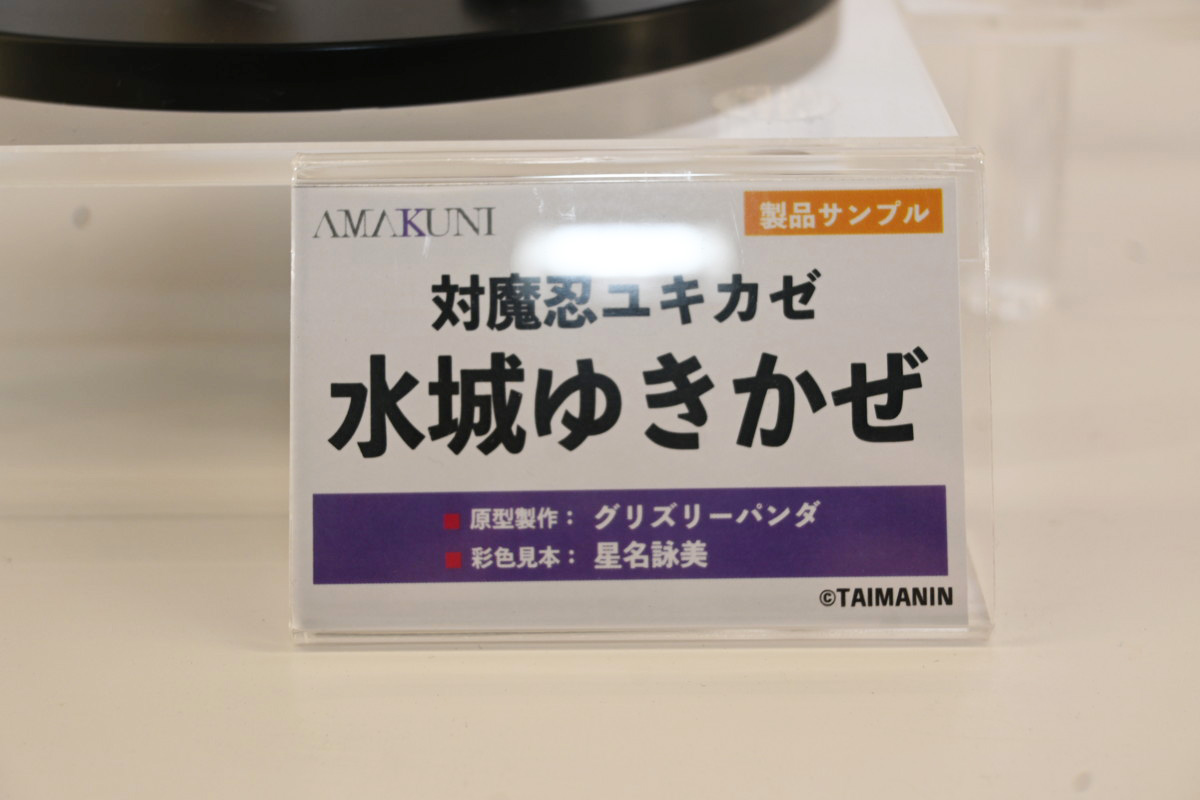 AMAKUNI
製品サンプル
対魔忍ユキカゼ
水城ゆきかぜ
■ 原型製作： グリズリーパンダ
■ 彩色見本： 星名詠美
©TAIMANIN